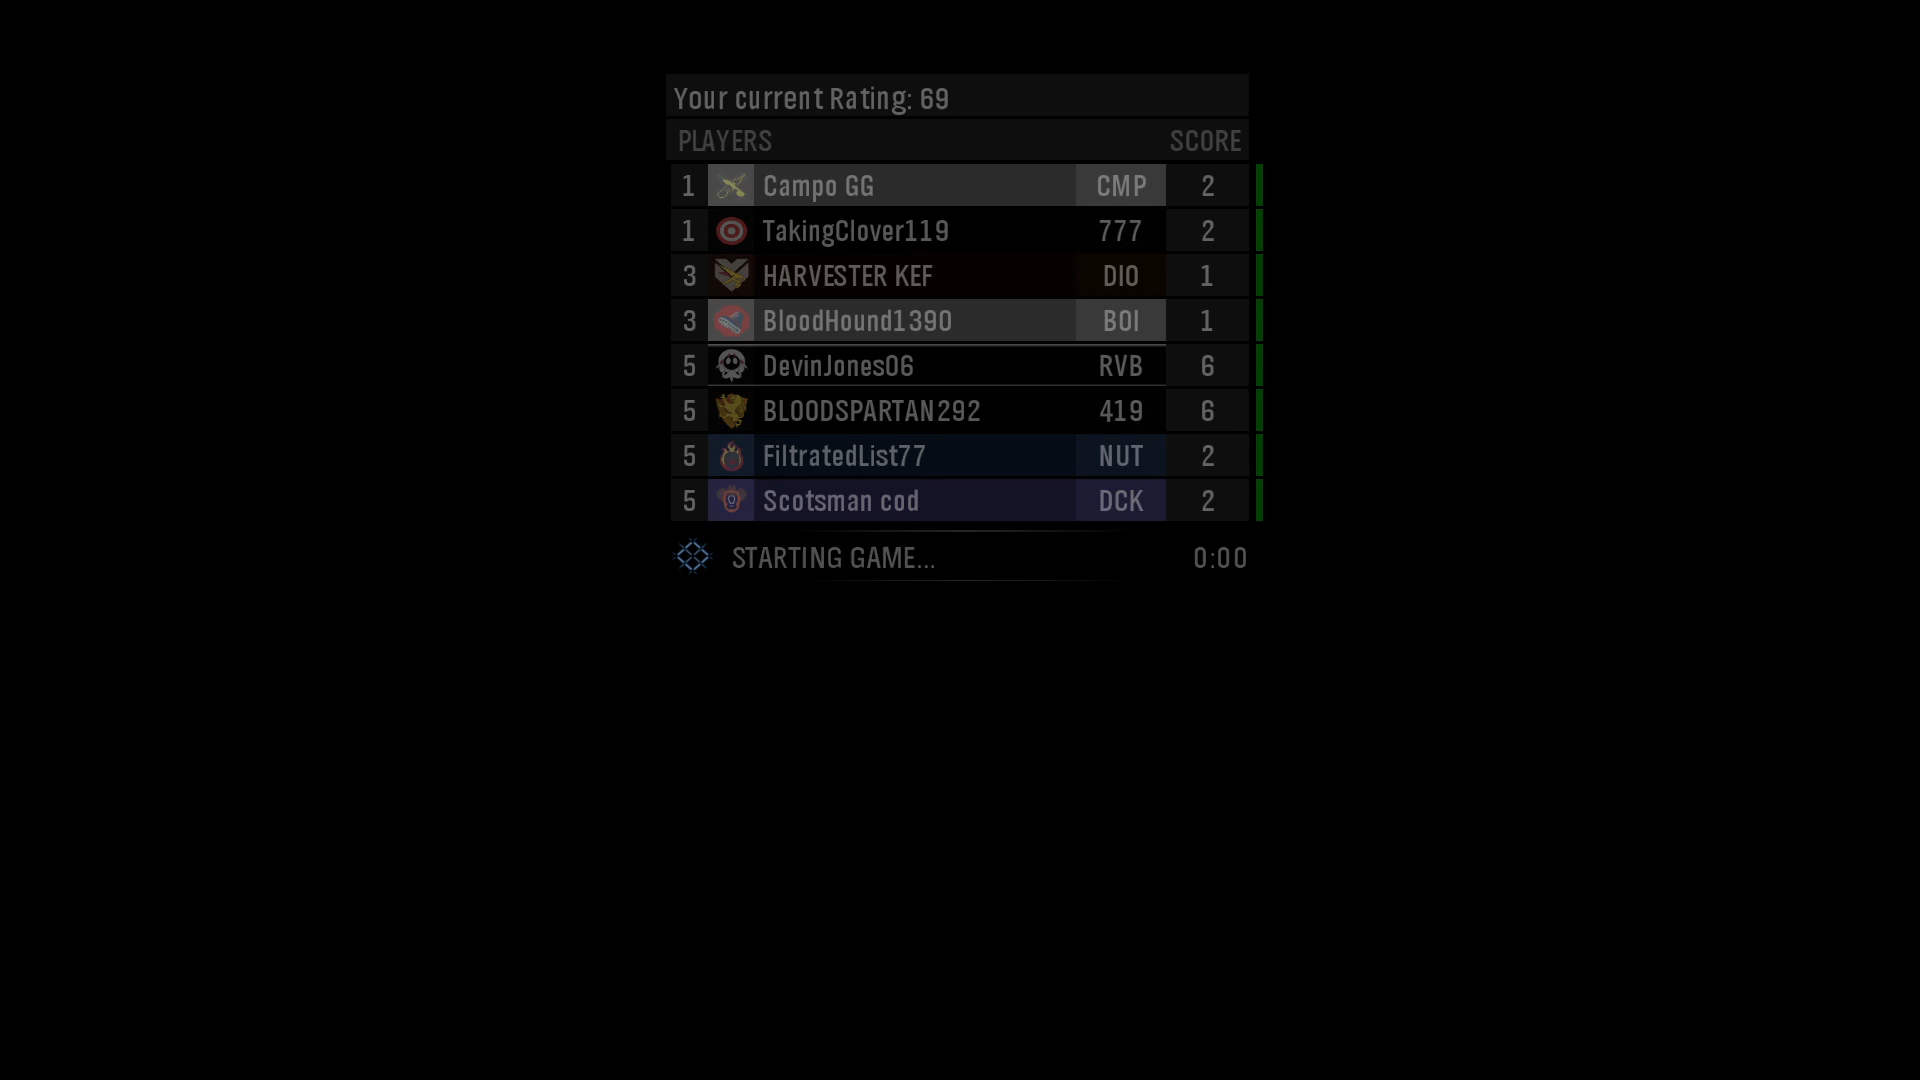 Your current Rating: 69
PLAYERS SCORE
1 Campo GG CMP 2
1 TakingClover119 777 2
3 HARVESTER KEF DIO 1
3 BloodHound1390 BOI 1
5 DevinJones06 RVB 6
5 BLOODSPARTAN292 419 6
5 FiltratedList77 NUT 2
5 Scotsman cod DCK 2
STARTING GAME... 0:00